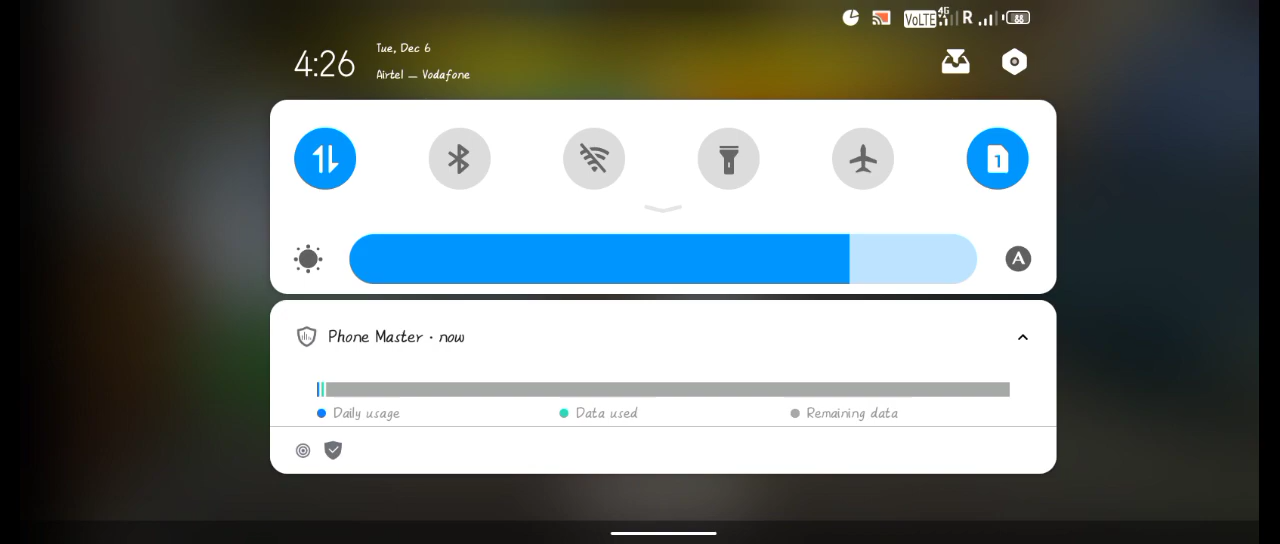 VoLTE 4G R 88
4:26
Tue, Dec 6
Airtel — Vodafone
1
A
Phone Master · now
Daily usage
Data used
Remaining data